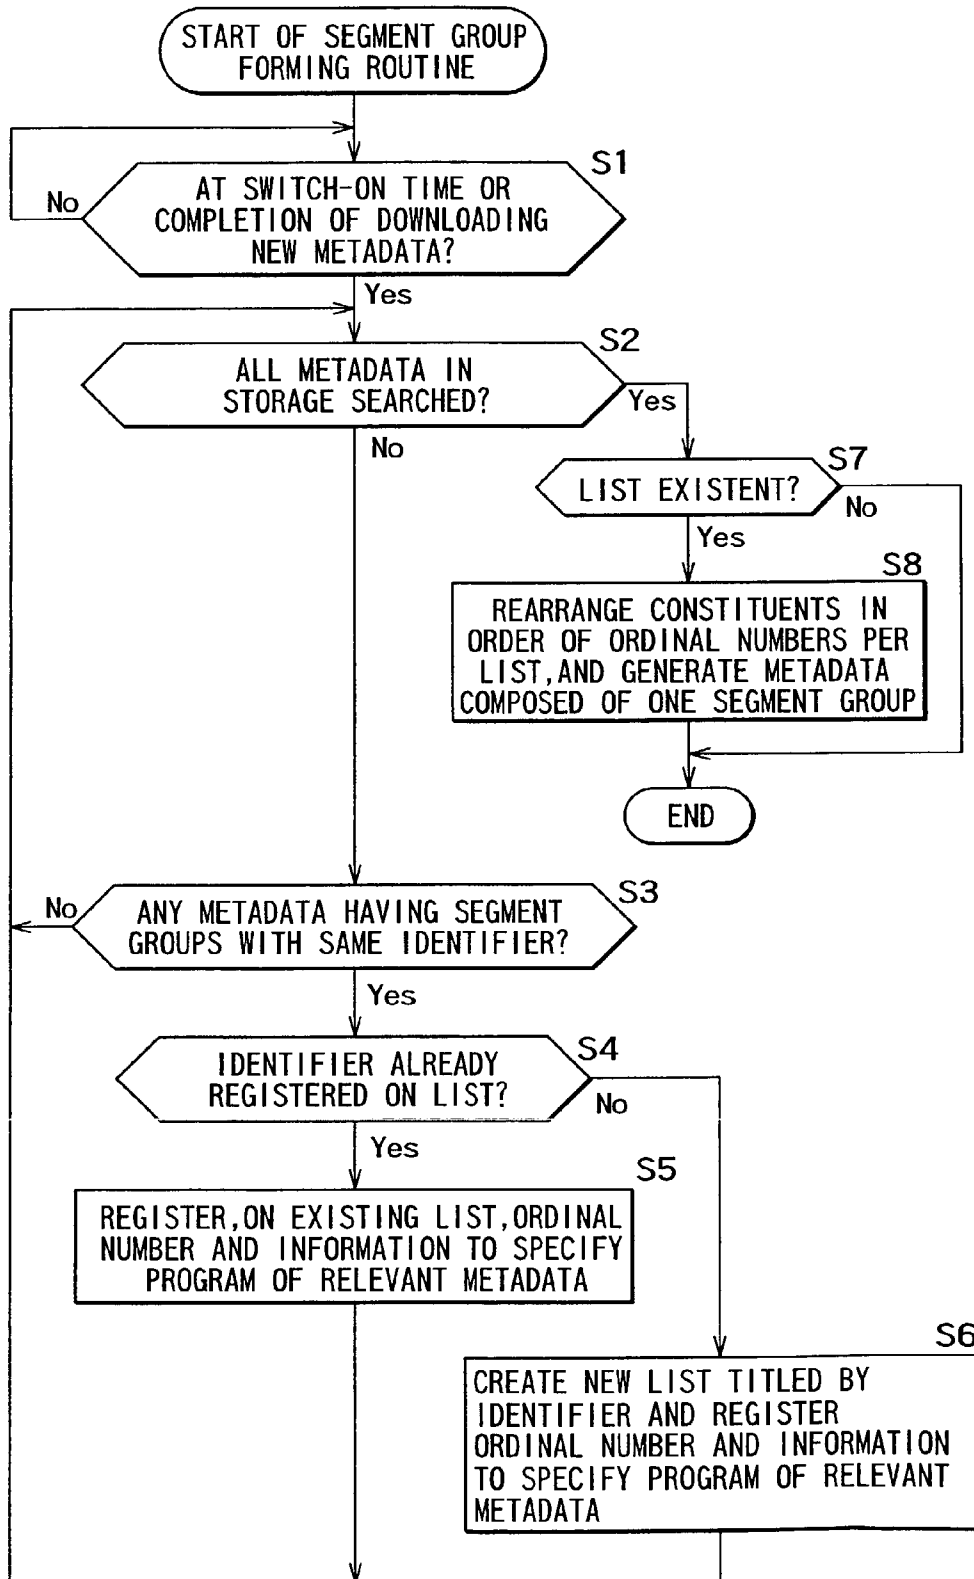 START OF SEGMENT GROUP
FORMING ROUTINE
S1
No
AT SWITCH-ON TIME OR
COMPLETION OF DOWNLOADING
NEW METADATA?
Yes
S2
ALL METADATA IN
STORAGE SEARCHED?
Yes
No
S7
LIST EXISTENT?
No
Yes
S8
REARRANGE CONSTITUENTS IN
ORDER OF ORDINAL NUMBERS PER
LIST, AND GENERATE METADATA
COMPOSED OF ONE SEGMENT GROUP
END
S3
No
ANY METADATA HAVING SEGMENT
GROUPS WITH SAME IDENTIFIER?
Yes
S4
IDENTIFIER ALREADY
REGISTERED ON LIST?
No
Yes
S5
REGISTER, ON EXISTING LIST, ORDINAL
NUMBER AND INFORMATION TO SPECIFY
PROGRAM OF RELEVANT METADATA
S6
CREATE NEW LIST TITLED BY
IDENTIFIER AND REGISTER
ORDINAL NUMBER AND INFORMATION
TO SPECIFY PROGRAM OF RELEVANT
METADATA